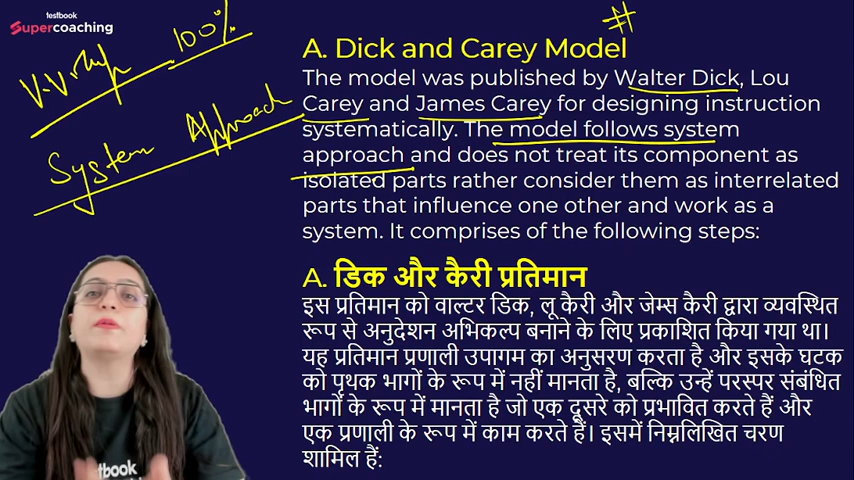 testbook
Supercoaching
V.V. Imp 100%
System Approach
#
A. Dick and Carey Model
The model was published by Walter Dick, Lou
Carey and James Carey for designing instruction
systematically. The model follows system
approach and does not treat its component as
isolated parts rather consider them as interrelated
parts that influence one other and work as a
system. It comprises of the following steps:
A. डिक और कैरी प्रतिमान
इस प्रतिमान को वाल्टर डिक, लू कैरी और जेम्स कैरी द्वारा व्यवस्थित
रूप से अनुदेशन अभिकल्प बनाने के लिए प्रकाशित किया गया था।
यह प्रतिमान प्रणाली उपागम का अनुसरण करता है और इसके घटक
को पृथक भागों के रूप में नहीं मानता है, बल्कि उन्हें परस्पर संबंधित
भागों के रूप में मानता है जो एक दूसरे को प्रभावित करते हैं और
एक प्रणाली के रूप में काम करते हैं। इसमें निम्नलिखित चरण
शामिल हैं: